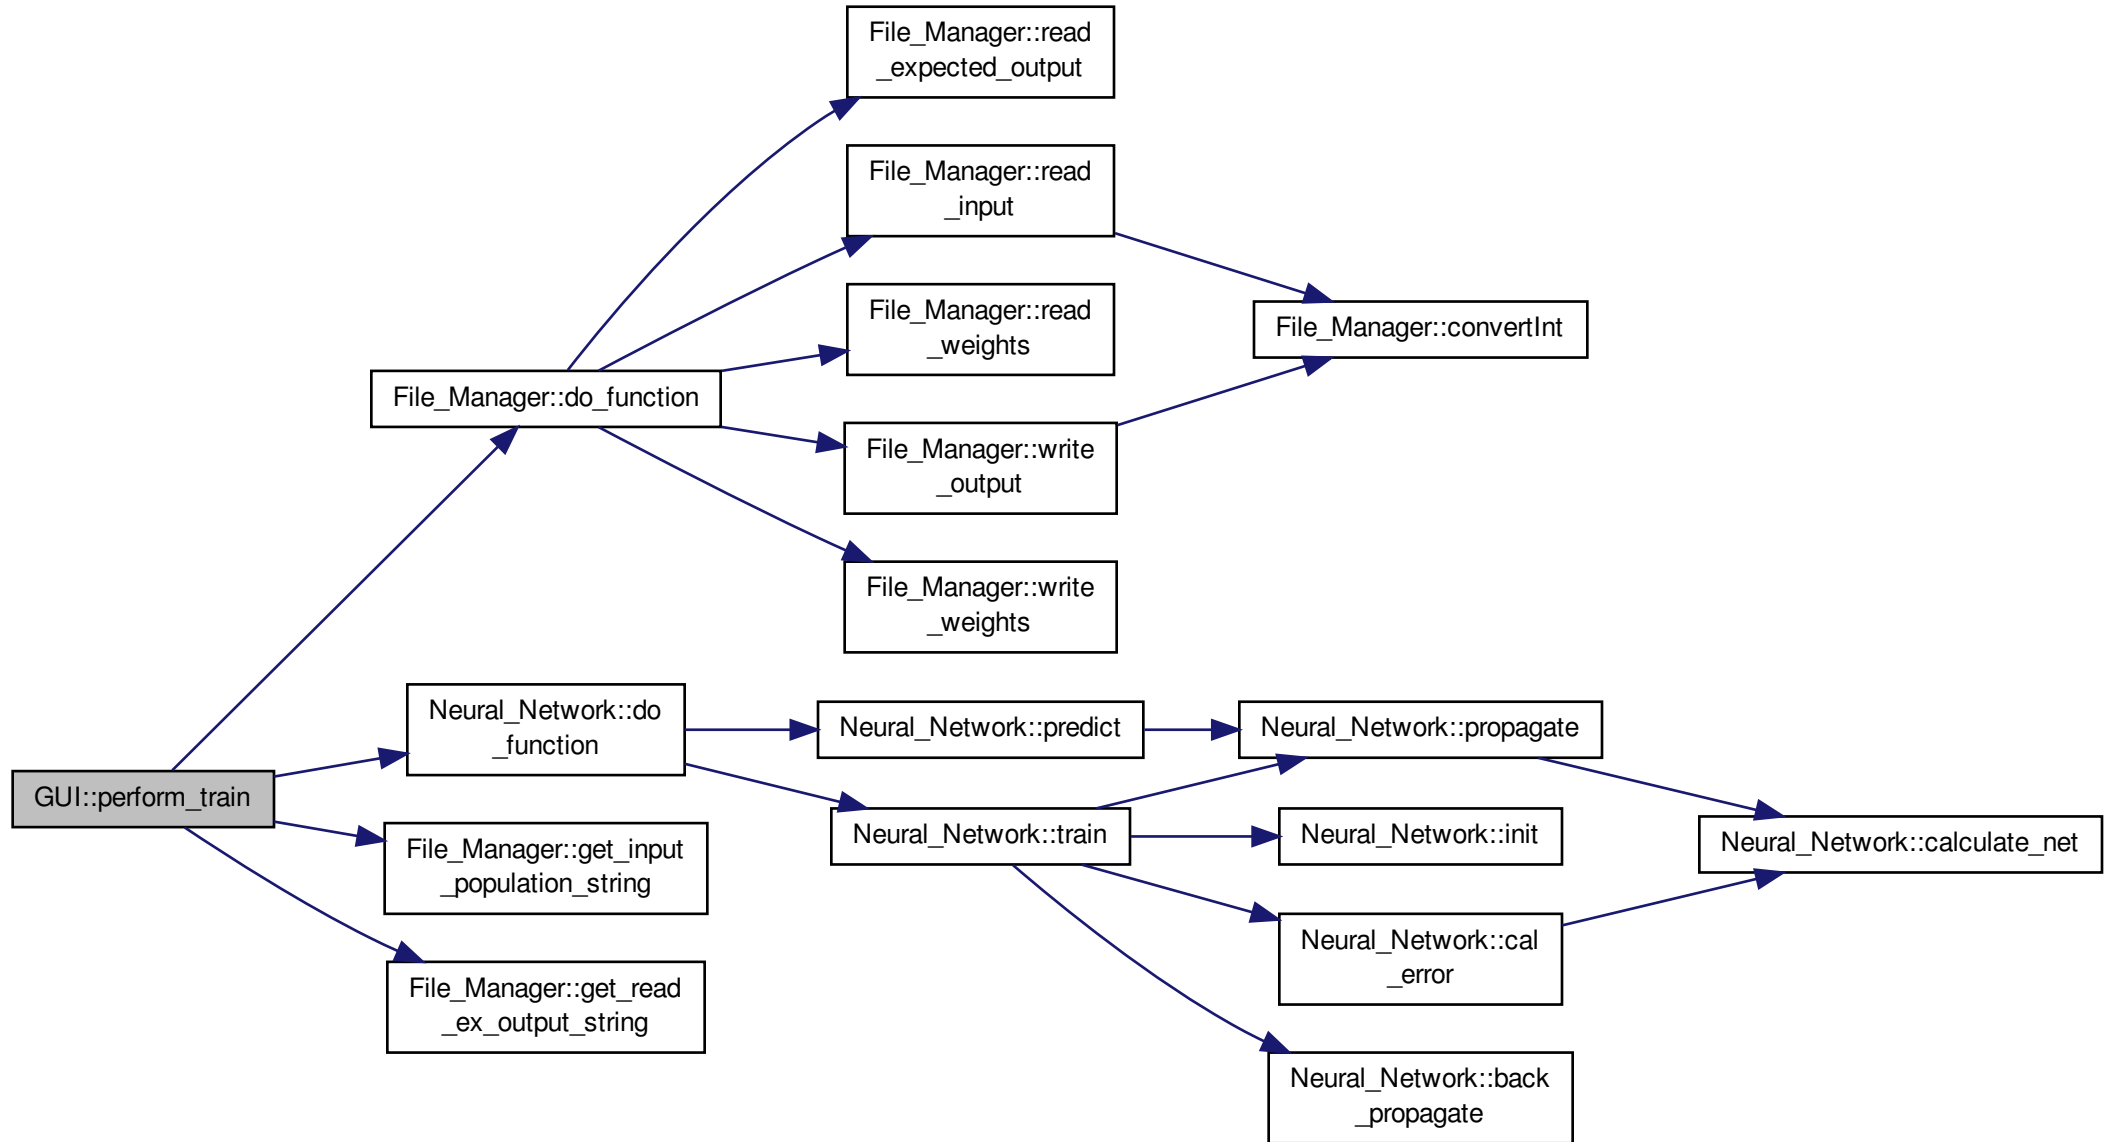 File_Manager::read
_expected_output
File_Manager::read
_input
File_Manager::read
_weights
File_Manager::convertInt
File_Manager::do_function
File_Manager::write
_output
File_Manager::write
_weights
Neural_Network::do
_function
Neural_Network::predict
Neural_Network::propagate
GUI::perform_train
Neural_Network::train
Neural_Network::init
Neural_Network::calculate_net
File_Manager::get_input
_population_string
Neural_Network::cal
_error
File_Manager::get_read
_ex_output_string
Neural_Network::back
_propagate